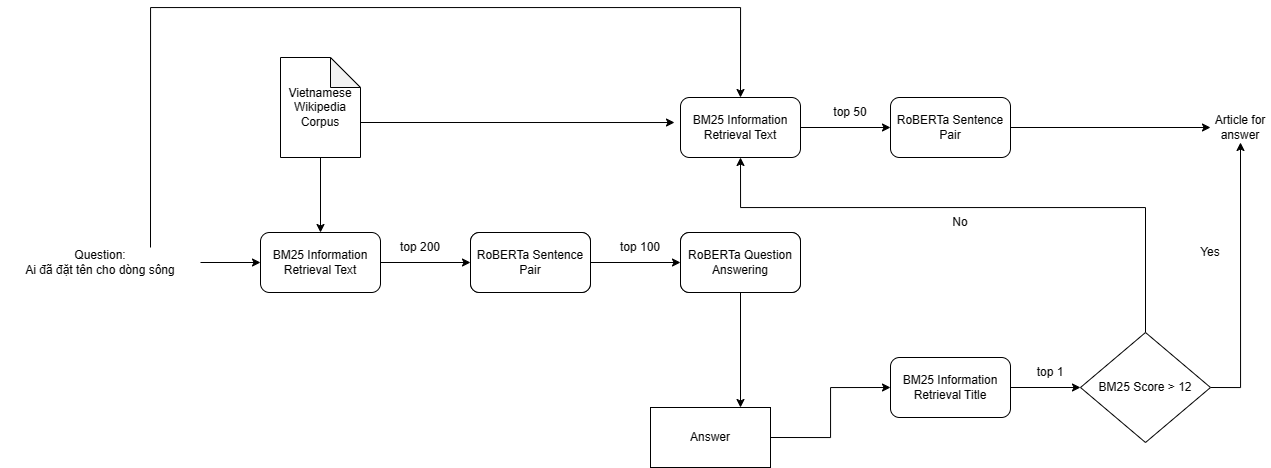 Vietnamese
Wikipedia
Corpus
BM25 Information
Retrieval Text
top 50
RoBERTa Sentence
Pair
Article for
answer
No
Yes
Question:
Ai đã đặt tên cho dòng sông
BM25 Information
Retrieval Text
top 200
RoBERTa Sentence
Pair
top 100
RoBERTa Question
Answering
Answer
BM25 Information
Retrieval Title
top 1
BM25 Score > 12